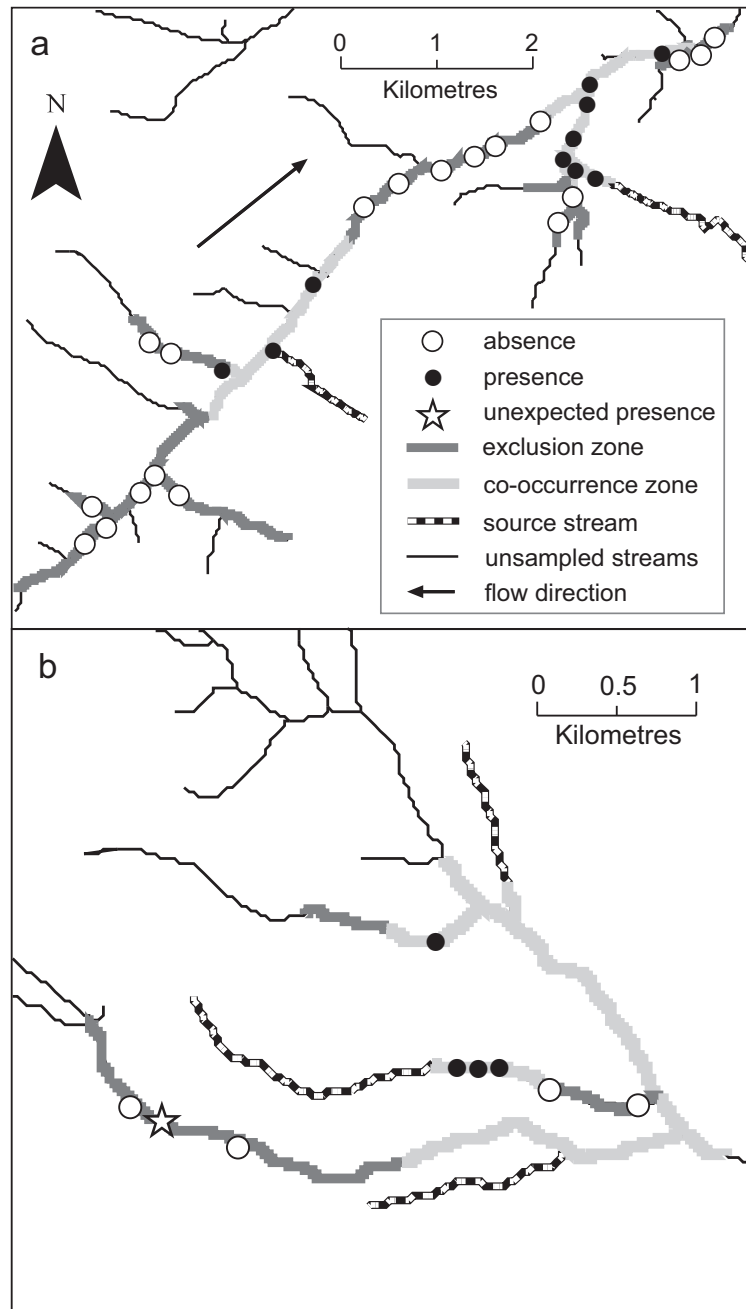 a
0 1 2
Kilometres
N
absence
presence
unexpected presence
exclusion zone
co-occurrence zone
source stream
unsampled streams
flow direction
b
0 0.5 1
Kilometres